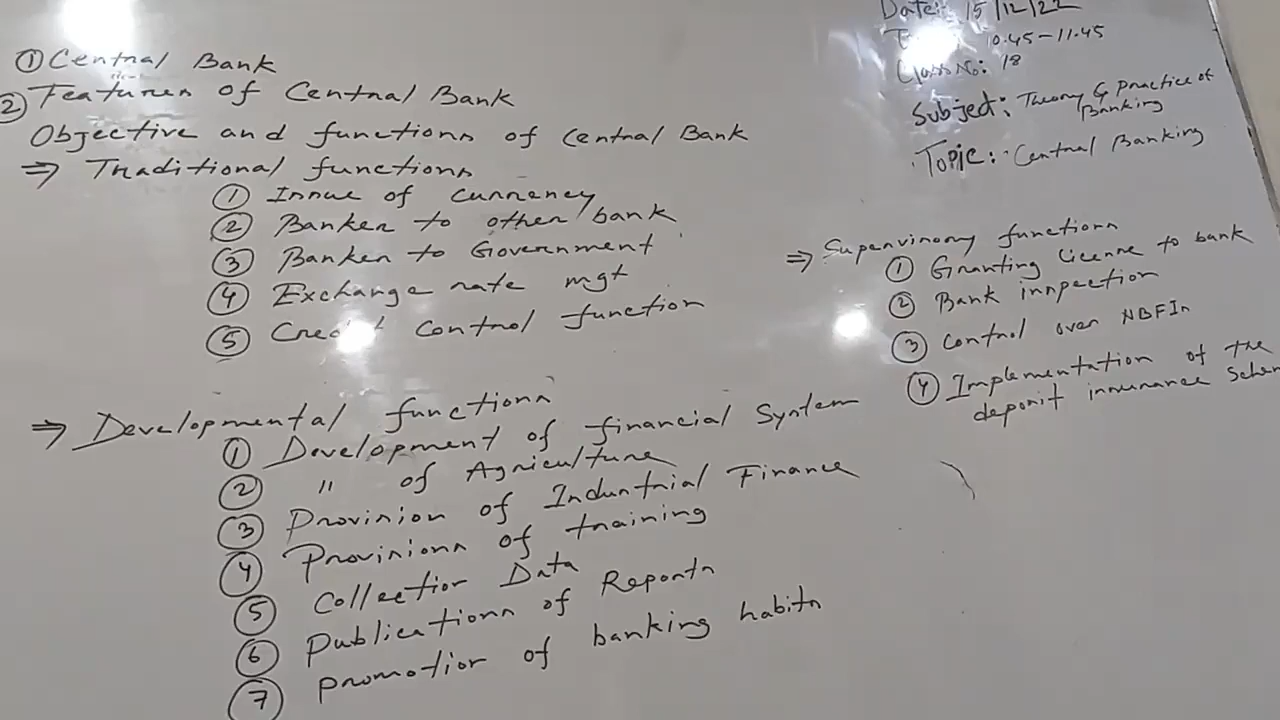 ① Central Bank
② Features of Central Bank
Objective and functions of Central Bank
⇒ Traditional functions
① Issue of currency
② Banker to other bank
③ Banker to Government
④ Exchange rate mgt
⑤ Credit control function
⇒ Developmental functions
① Development of financial System
② " of Agriculture
③ Provision of Industrial Finance
④ Provisions of training
⑤ Collection Data
⑥ Publications of Reports
⑦ promotion of banking habits
Date: 15/12/22
10.45-11.45
Class No: 18
Subject: Theory & Practice of
Banking
Topic: Central Banking
⇒ Supervisory functions
① Granting license to bank
② Bank inspection
③ Control over NBFIs
④ Implementation of the
deposit insurance